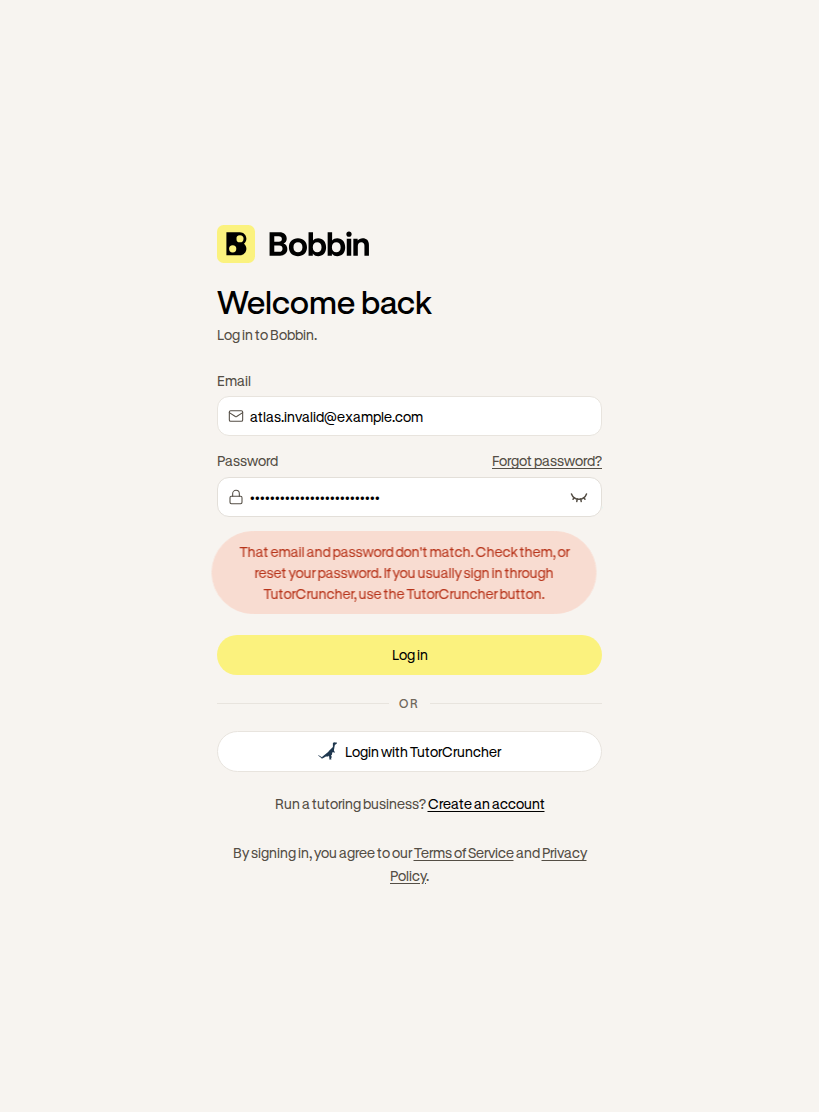 Bobbin
Welcome back
Log in to Bobbin.
Email
atlas.invalid@example.com
Password
Forgot password?
••••••••••••••••••••••••••
That email and password don't match. Check them, or
reset your password. If you usually sign in through
TutorCruncher, use the TutorCruncher button.
Log in
OR
Login with TutorCruncher
Run a tutoring business? Create an account
By signing in, you agree to our Terms of Service and Privacy
Policy.